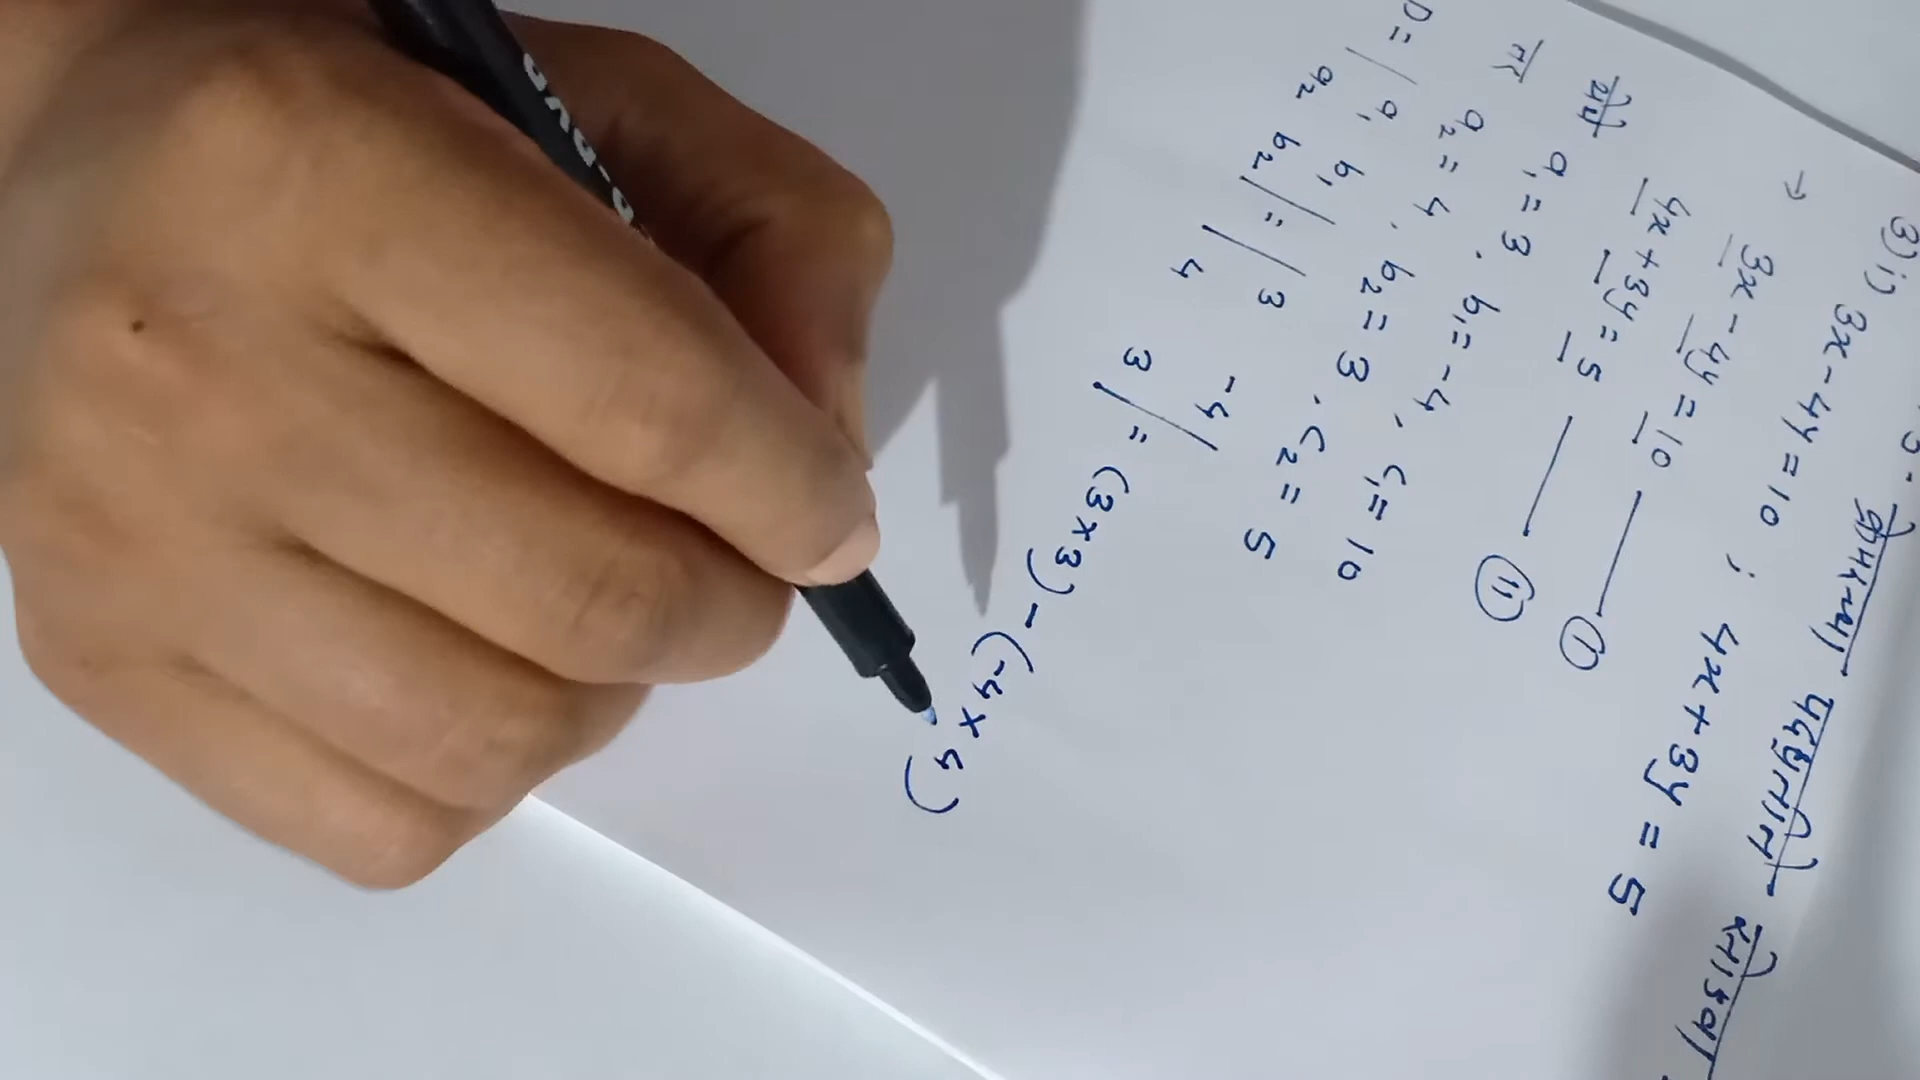 क्रेमरच्या पद्धतीने सोडवा
3) i) 3x - 4y = 10 ; 4x + 3y = 5
→ 3x - 4y = 10 —— (I)
4x + 3y = 5 —— (II)
येथे a₁ = 3, b₁ = -4, c₁ = 10
a₂ = 4, b₂ = 3, c₂ = 5
D = | a₁ b₁ | = | 3 -4 |
| a₂ b₂ | | 4 3 | = (3×3) - (-4×4)